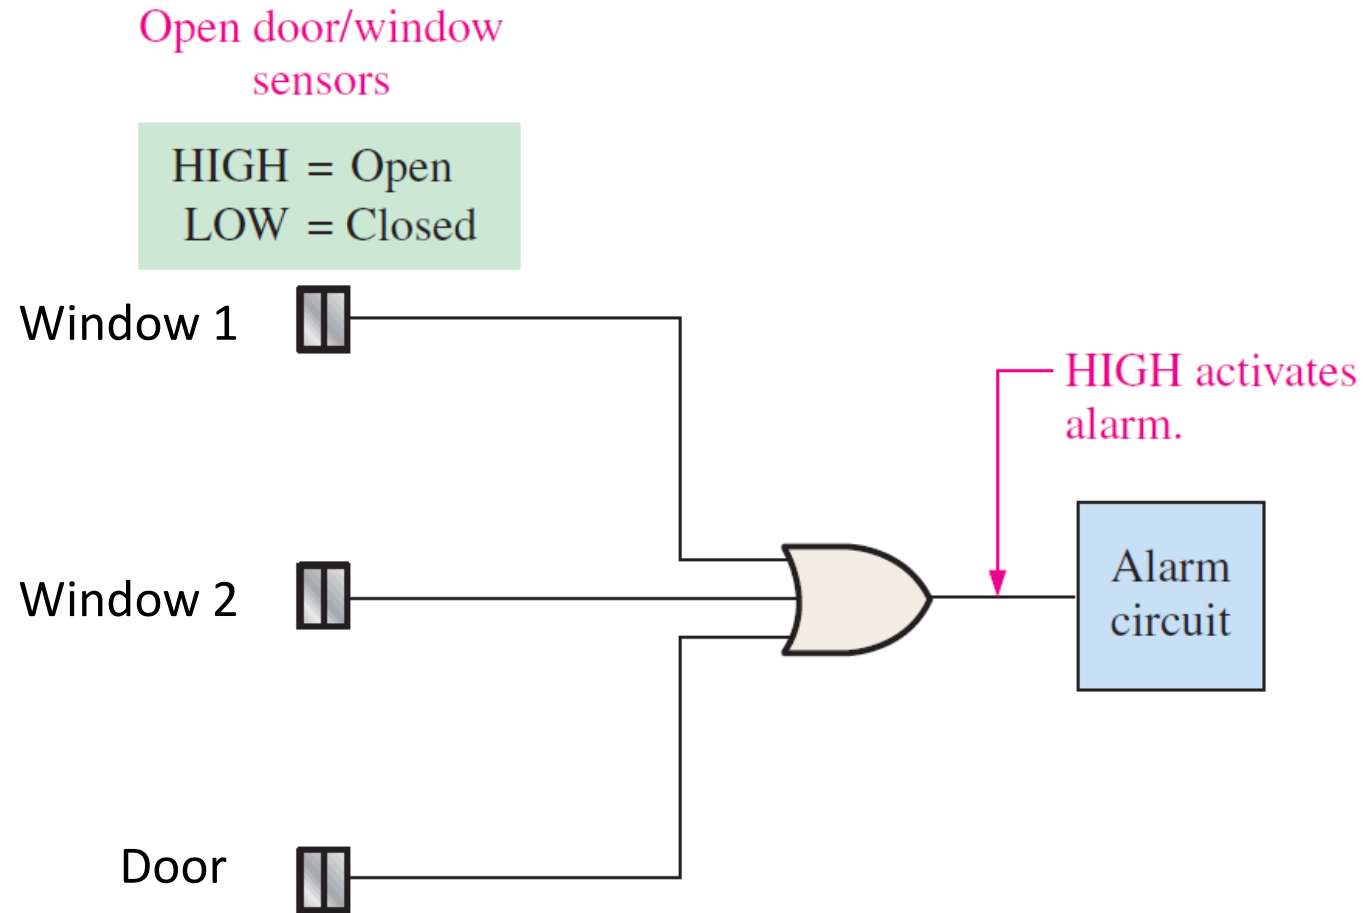 Open door/window
sensors
HIGH = Open
LOW = Closed
Window 1
HIGH activates
alarm.
Alarm
circuit
Window 2
Door